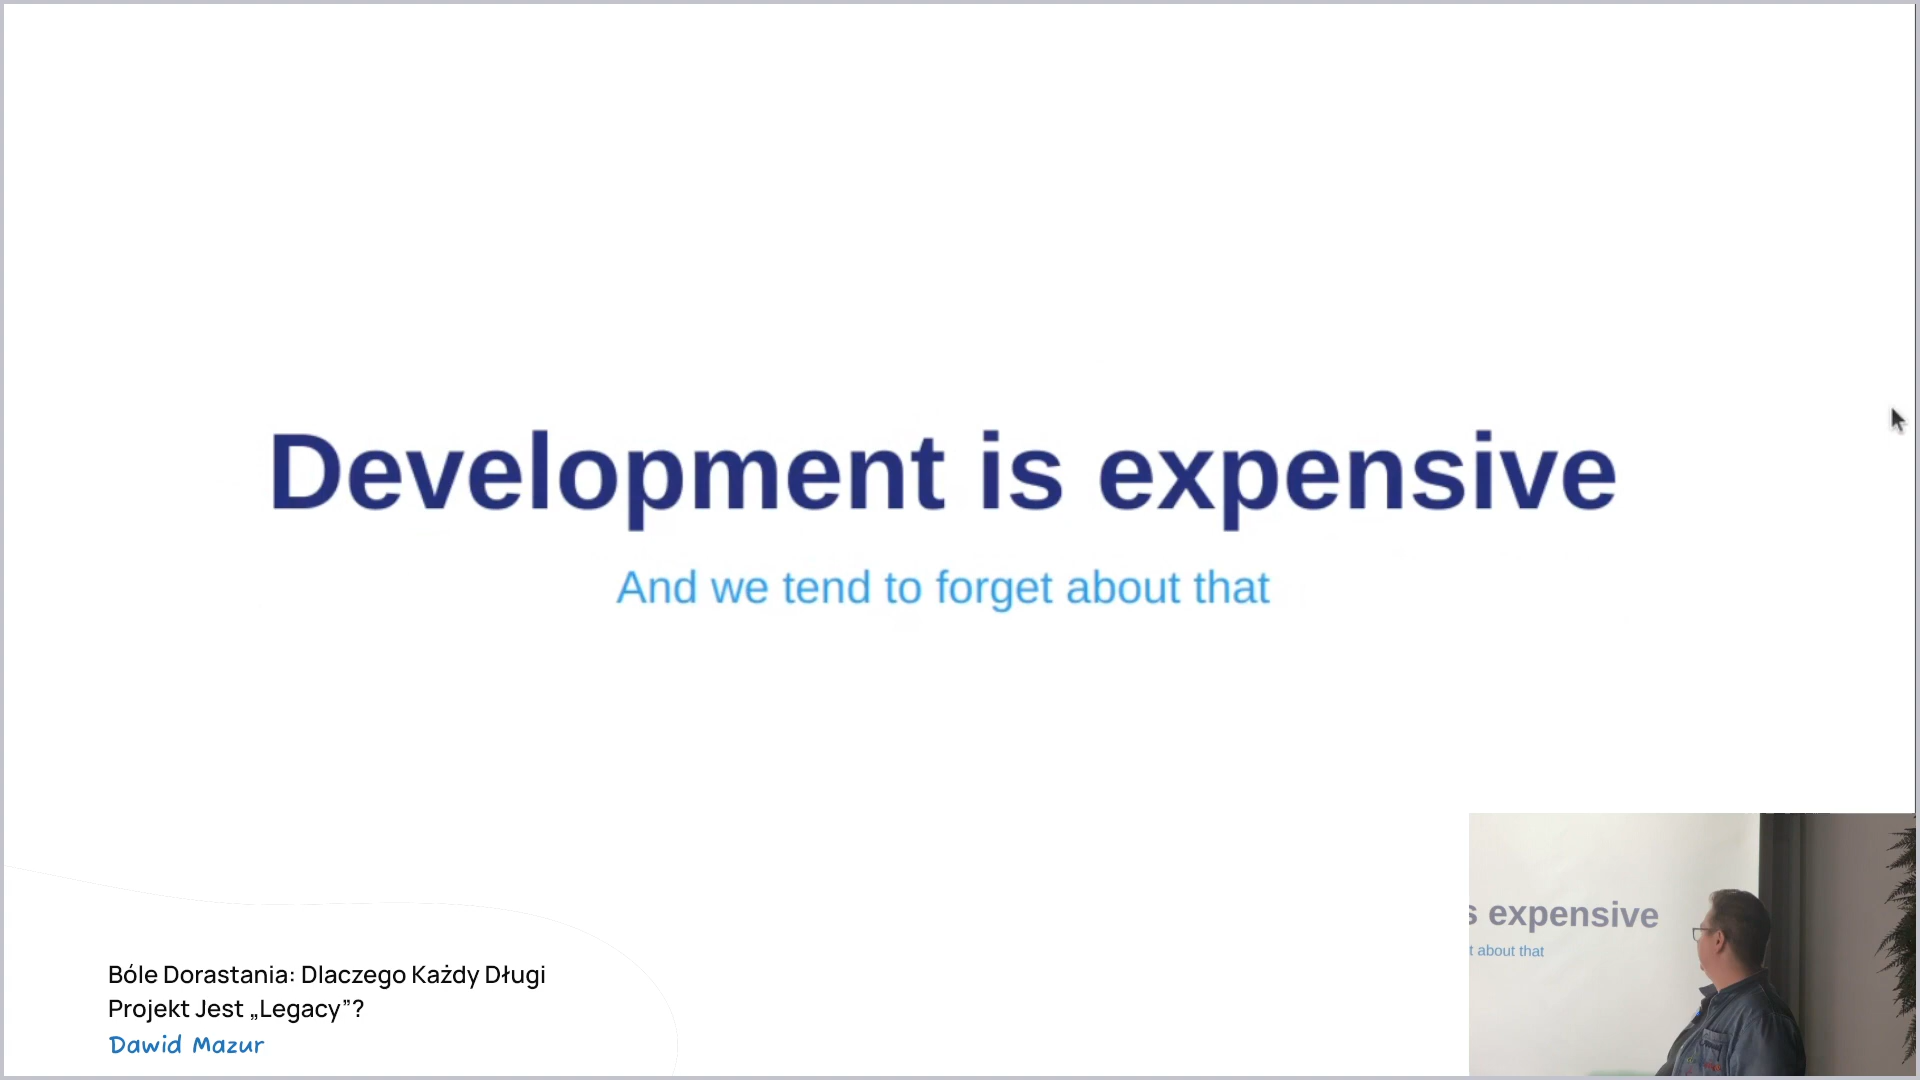 Development is expensive
And we tend to forget about that
s expensive
t about that
Bóle Dorastania: Dlaczego Każdy Długi
Projekt Jest „Legacy”?
Dawid Mazur